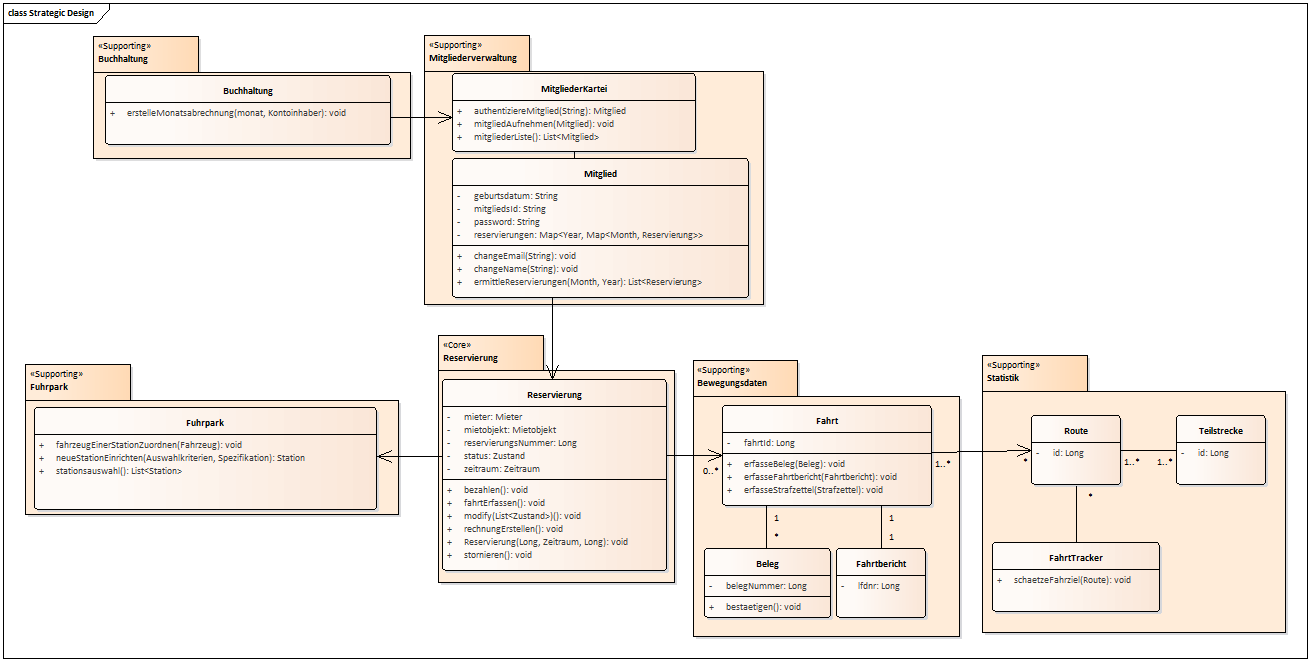 class Strategic Design
«Supporting»
Buchhaltung
Buchhaltung
+ erstelleMonatsabrechnung(monat, Kontoinhaber): void
«Supporting»
Mitgliederverwaltung
MitgliederKartei
+ authentiziereMitglied(String): Mitglied
+ mitgliedAufnehmen(Mitglied): void
+ mitgliederListe(): List<Mitglied>
Mitglied
- geburtsdatum: String
- mitgliedsId: String
- password: String
- reservierungen: Map<Year, Map<Month, Reservierung>>
+ changeEmail(String): void
+ changeName(String): void
+ ermittleReservierungen(Month, Year): List<Reservierung>
«Supporting»
Fuhrpark
Fuhrpark
+ fahrzeugEinerStationZuordnen(Fahrzeug): void
+ neueStationEinrichten(Auswahlkriterien, Spezifikation): Station
+ stationsauswahl(): List<Station>
«Core»
Reservierung
Reservierung
- mieter: Mieter
- mietobjekt: Mietobjekt
- reservierungsNummer: Long
- status: Zustand
- zeitraum: Zeitraum
+ bezahlen(): void
+ fahrtErfassen(): void
+ modify(List<Zustand>)(): void
+ rechnungErstellen(): void
+ Reservierung(Long, Zeitraum, Long): void
+ stornieren(): void
«Supporting»
Bewegungsdaten
Fahrt
- fahrtId: Long
+ erfasseBeleg(Beleg): void
+ erfasseFahrtbericht(Fahrtbericht): void
+ erfasseStrafzettel(Strafzettel): void
0..*
1..*
1
*
1
1
Beleg
- belegNummer: Long
+ bestaetigen(): void
Fahrtbericht
- lfdnr: Long
«Supporting»
Statistik
Route
- id: Long
*
1..*
1..*
Teilstrecke
- id: Long
*
FahrtTracker
+ schaetzeFahrziel(Route): void